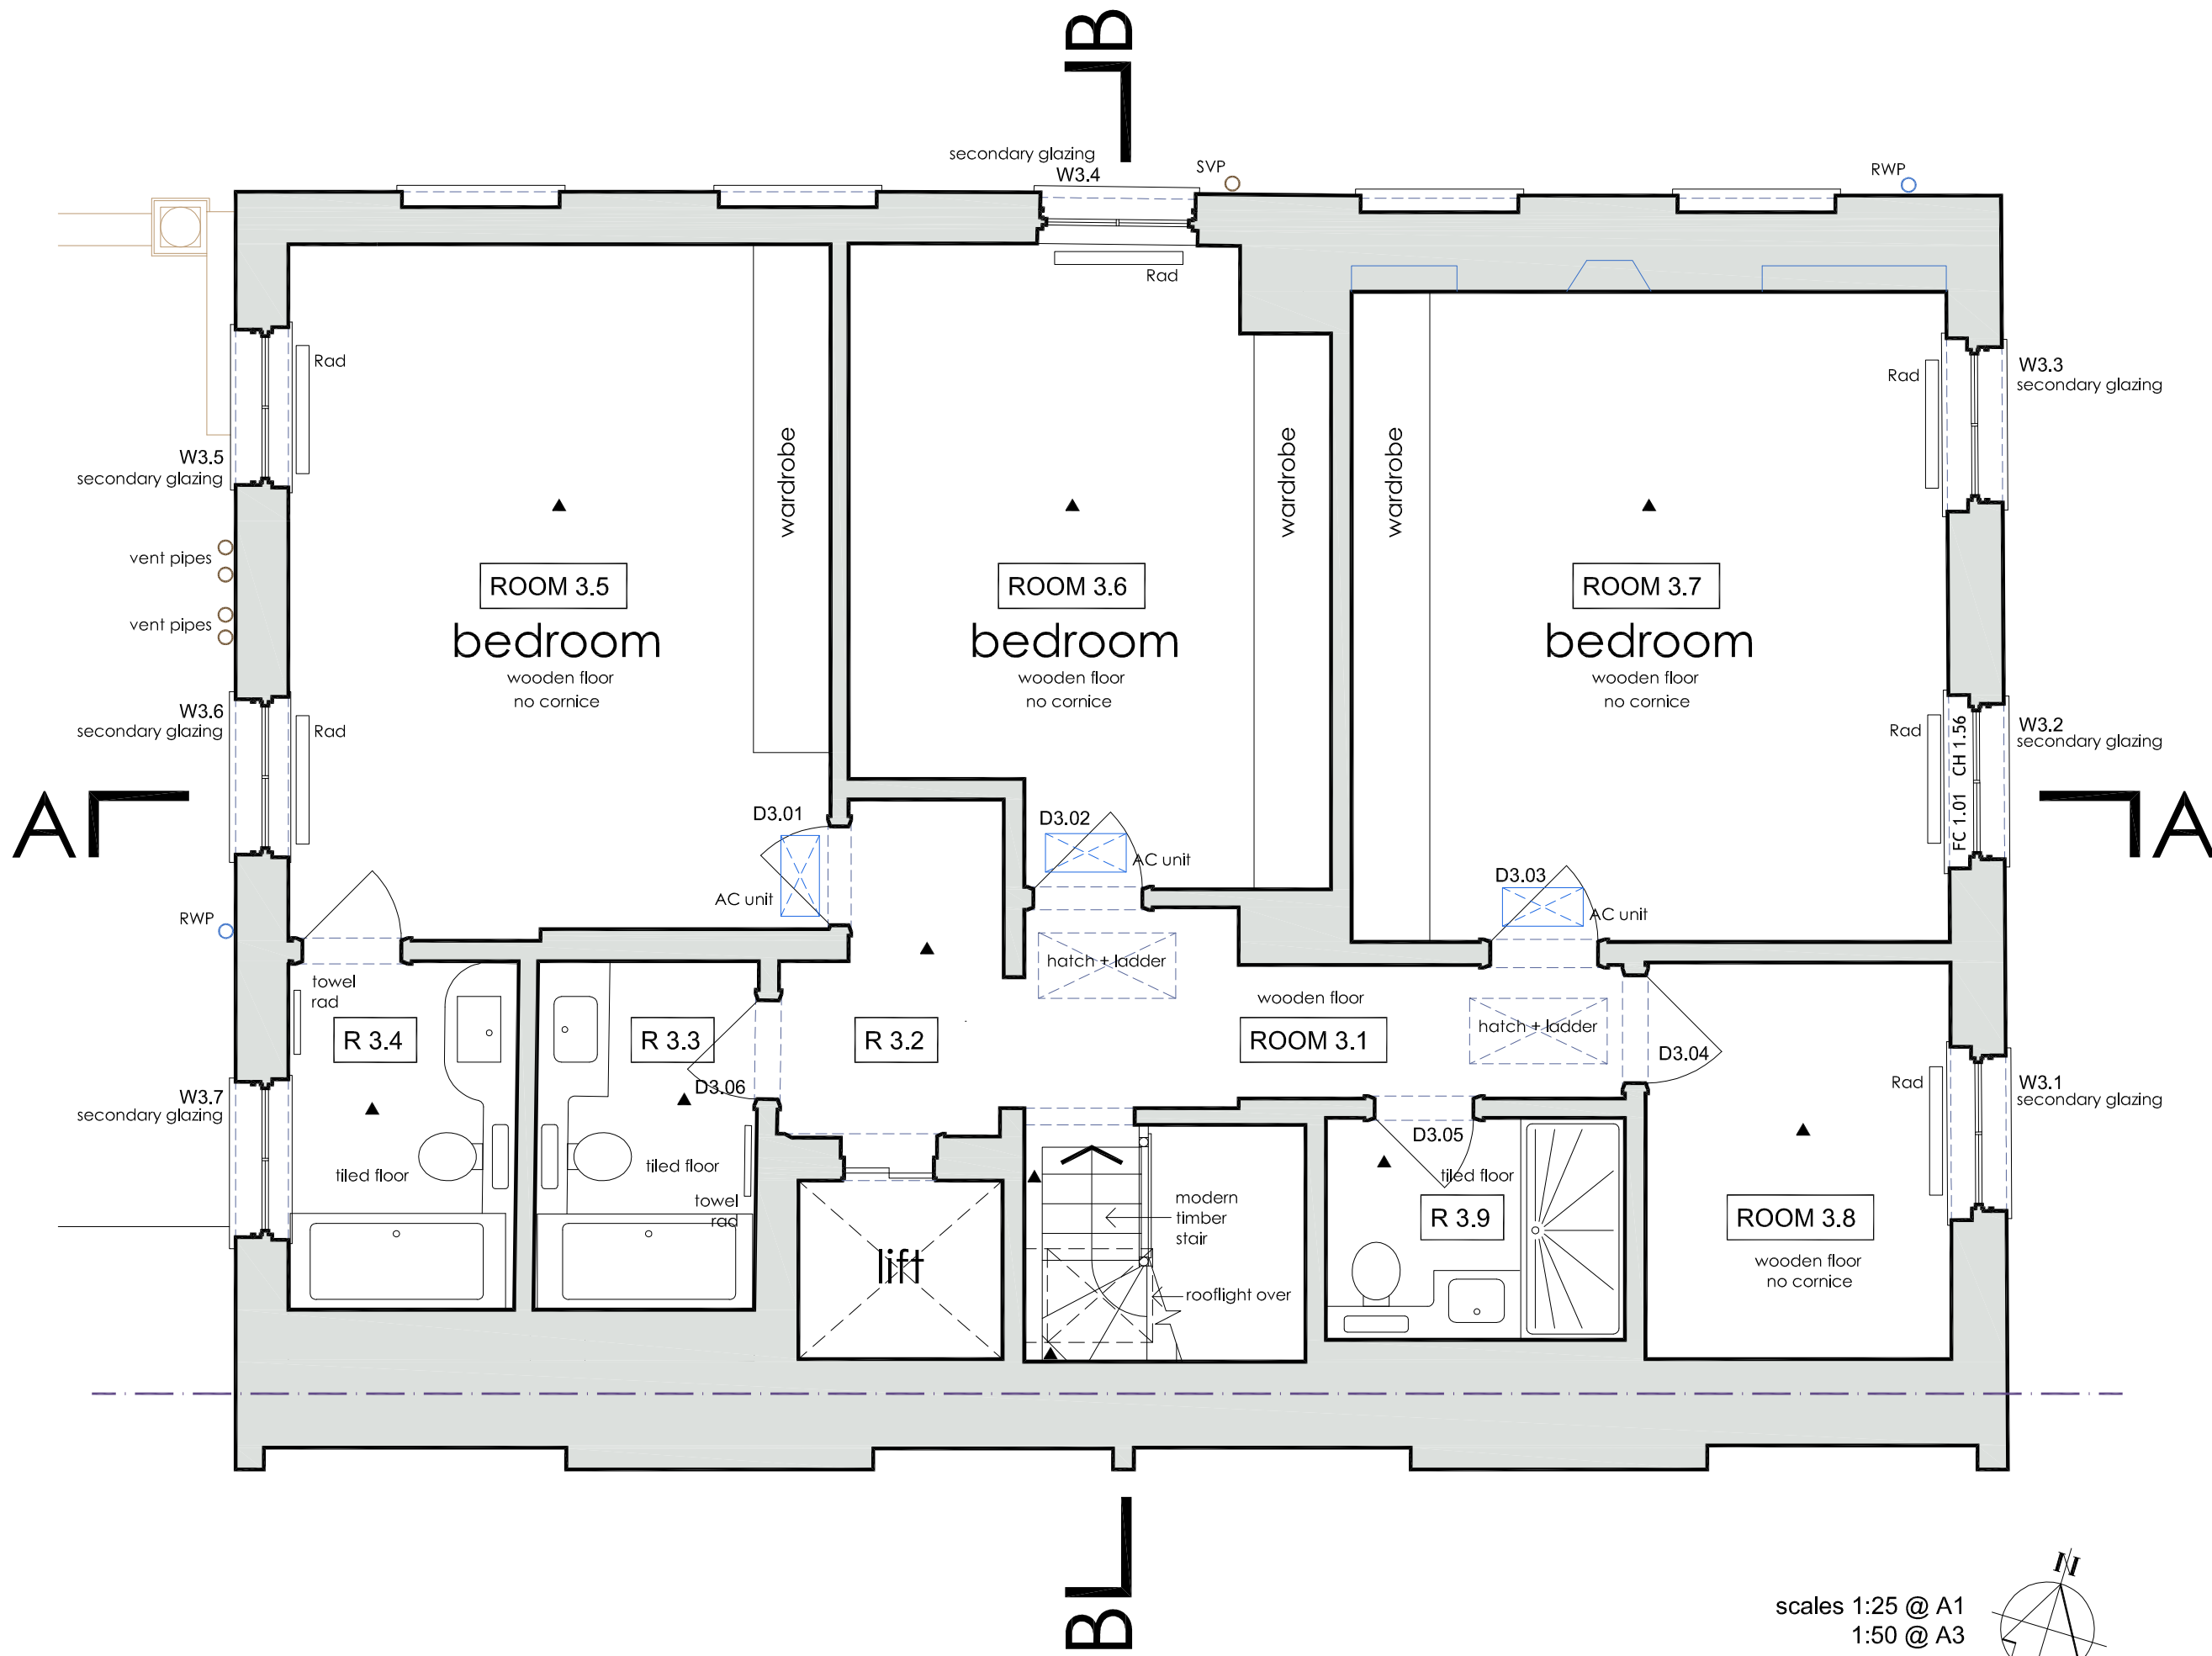 B
secondary glazing
W3.4
SVP
RWP
Rad
Rad
Rad
W3.3
secondary glazing
W3.5
secondary glazing
wardrobe
wardrobe
wardrobe
vent pipes
vent pipes
ROOM 3.5
bedroom
wooden floor
no cornice
ROOM 3.6
bedroom
wooden floor
no cornice
ROOM 3.7
bedroom
wooden floor
no cornice
W3.6
secondary glazing
Rad
Rad
FC 1.01 CH 1.56
W3.2
secondary glazing
A
A
D3.01
AC unit
D3.02
AC unit
D3.03
AC unit
RWP
towel
rad
hatch + ladder
wooden floor
hatch + ladder
R 3.4
R 3.3
R 3.2
ROOM 3.1
D3.04
D3.06
W3.7
secondary glazing
Rad
W3.1
secondary glazing
D3.05
tiled floor
tiled floor
tiled floor
towel
rad
modern
timber
stair
R 3.9
ROOM 3.8
wooden floor
no cornice
lift
rooflight over
B
N
scales 1:25 @ A1
1:50 @ A3